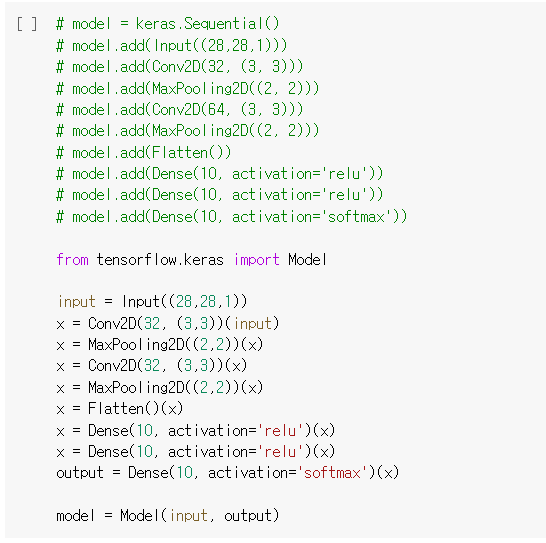 [ ] # model = keras.Sequential()
# model.add(Input((28,28,1)))
# model.add(Conv2D(32, (3, 3)))
# model.add(MaxPooling2D((2, 2)))
# model.add(Conv2D(64, (3, 3)))
# model.add(MaxPooling2D((2, 2)))
# model.add(Flatten())
# model.add(Dense(10, activation='relu'))
# model.add(Dense(10, activation='relu'))
# model.add(Dense(10, activation='softmax'))

from tensorflow.keras import Model

input = Input((28,28,1))
x = Conv2D(32, (3,3))(input)
x = MaxPooling2D((2,2))(x)
x = Conv2D(32, (3,3))(x)
x = MaxPooling2D((2,2))(x)
x = Flatten()(x)
x = Dense(10, activation='relu')(x)
x = Dense(10, activation='relu')(x)
output = Dense(10, activation='softmax')(x)

model = Model(input, output)